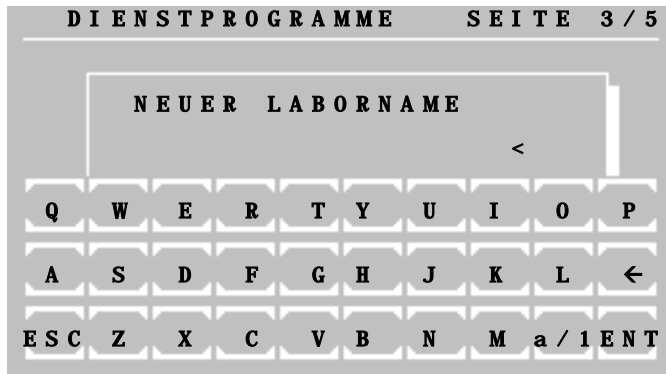 DIENSTPROGRAMME SEITE 3/5
NEUER LABORNAME
<
Q W E R T Y U I O P
A S D F G H J K L ←
ESC Z X C V B N M a/1 ENT